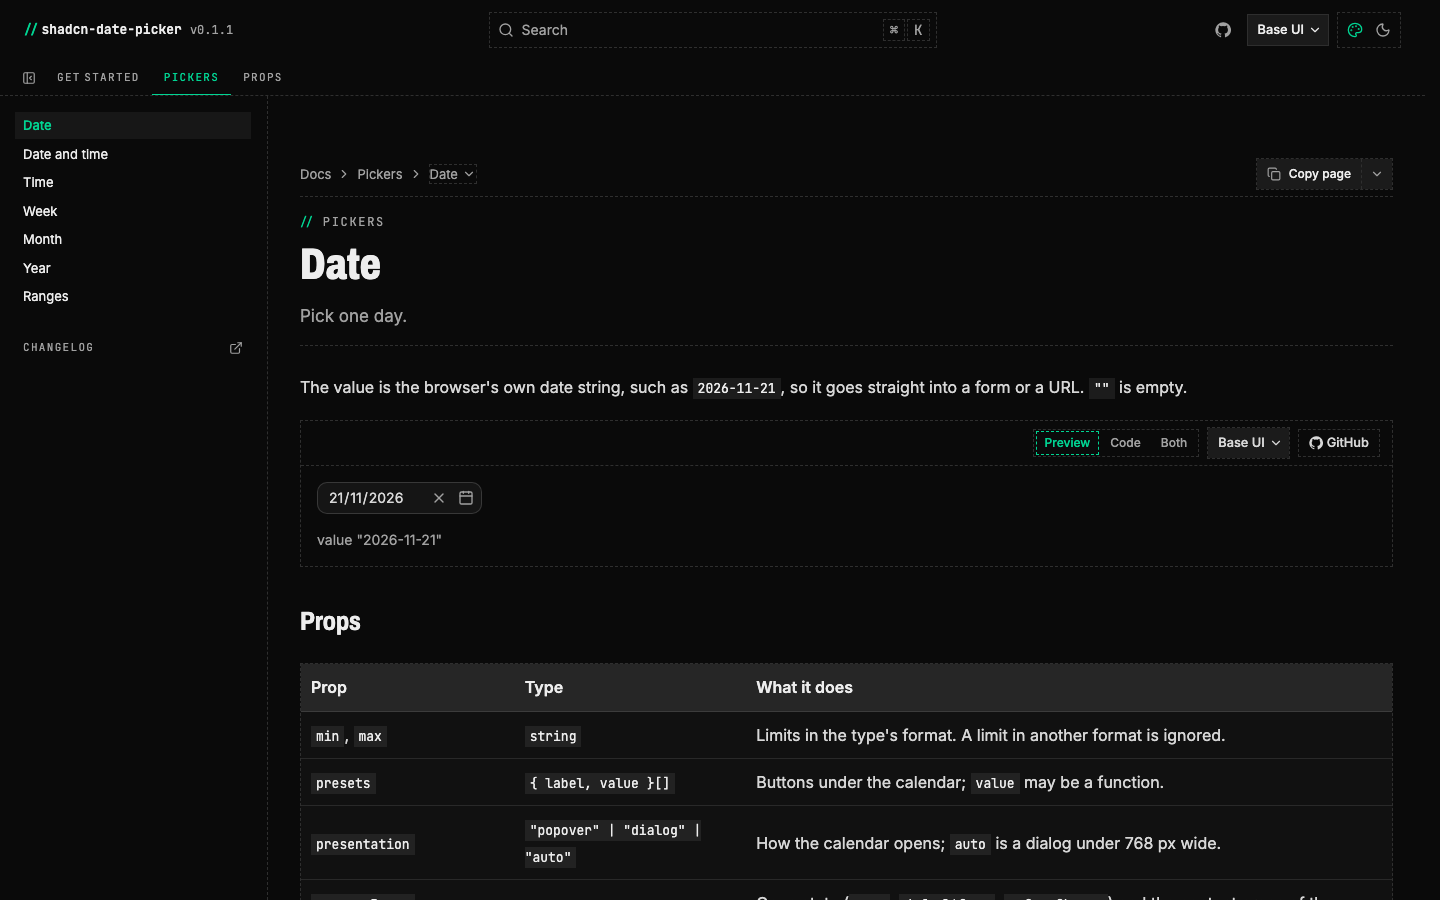 // shadcn-date-picker v0.1.1
Search
⌘ K
Base UI
GET STARTED
PICKERS
PROPS
Date
Date and time
Time
Week
Month
Year
Ranges
CHANGELOG
Docs > Pickers > Date
Copy page
// PICKERS
Date
Pick one day.
The value is the browser's own date string, such as 2026-11-21, so it goes straight into a form or a URL. "" is empty.
Preview Code Both Base UI GitHub
21/11/2026
value "2026-11-21"
Props
Prop Type What it does
min, max string Limits in the type's format. A limit in another format is ignored.
presets { label, value }[] Buttons under the calendar; value may be a function.
presentation "popover" | "dialog" | "auto" How the calendar opens; auto is a dialog under 768 px wide.